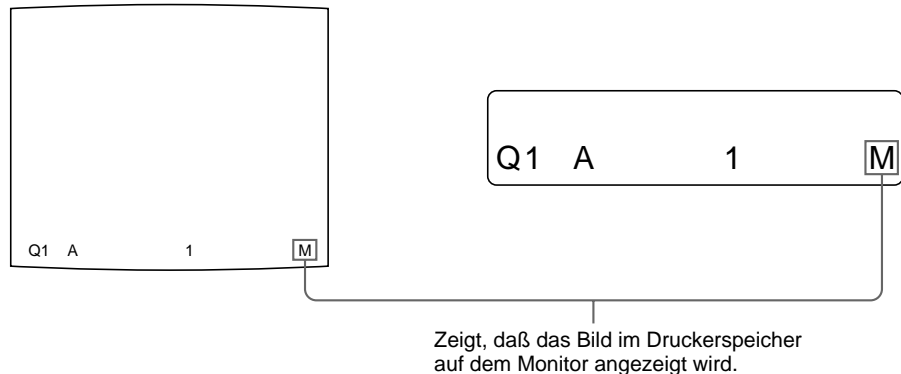 Q1 A 1 M
Q1 A 1 M
Zeigt, daß das Bild im Druckerspeicher
auf dem Monitor angezeigt wird.